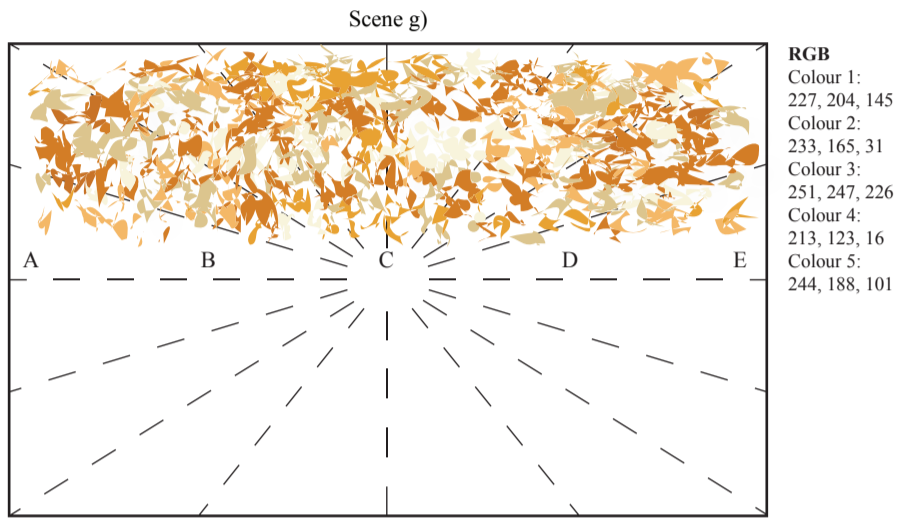 Scene g)
RGB
Colour 1:
227, 204, 145
Colour 2:
233, 165, 31
Colour 3:
251, 247, 226
Colour 4:
213, 123, 16
Colour 5:
244, 188, 101
A B C D E